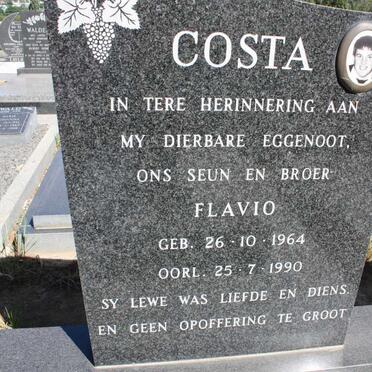 COSTA
IN TERE HERINNERING AAN
MY DIERBARE EGGENOOT,
ONS SEUN EN BROER
FLAVIO
GEB. 26-10-1964
OORL. 25-7-1990
SY LEWE WAS LIEFDE EN DIENS.
EN GEEN OPOFFERING TE GROOT